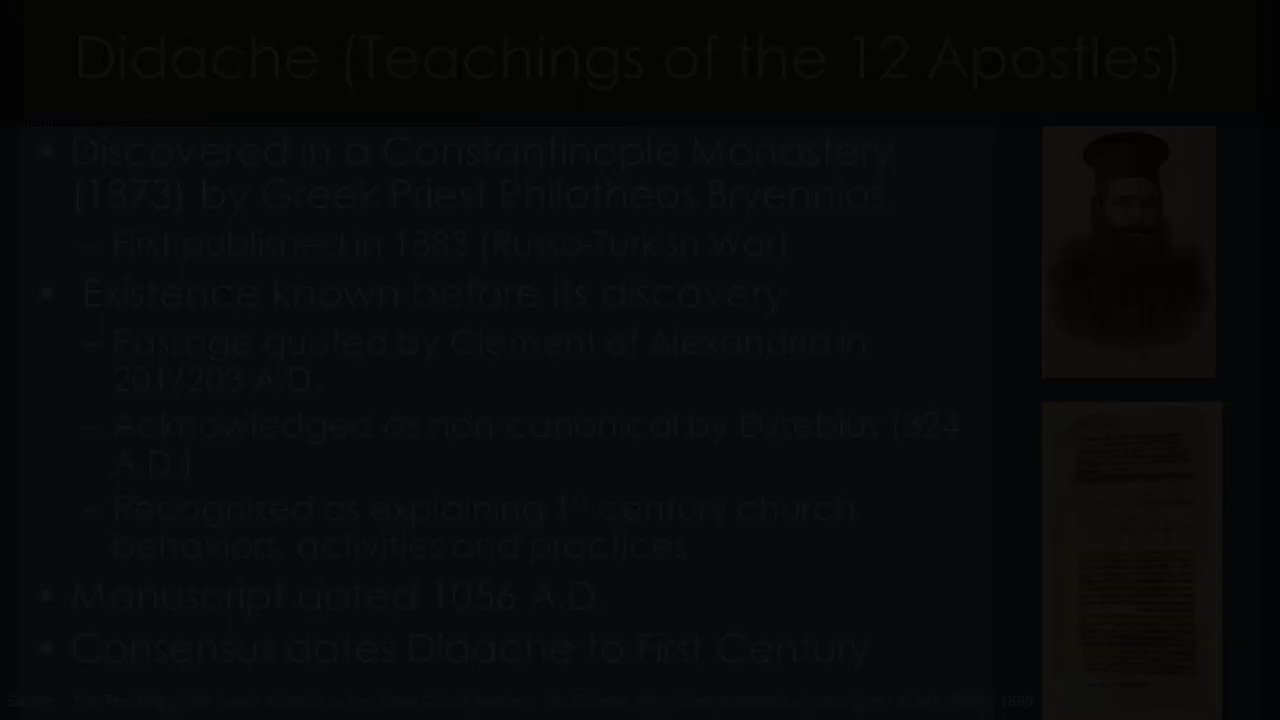 Didache (Teachings of the 12 Apostles)
• Discovered in a Constantinople Monastery
(1873) by Greek Priest Philotheos Bryennios
– First published in 1883 (Russo-Turkish War)
• Existence known before its discovery
– Passage quoted by Clement of Alexandria in
201/203 A.D.
– Acknowledged as non-canonical by Eusebius (324
A.D.)
– Recognized as explaining 1st century church
behaviors, activities and practices
• Manuscript dated 1056 A.D.
• Consensus dates Didache to First Century